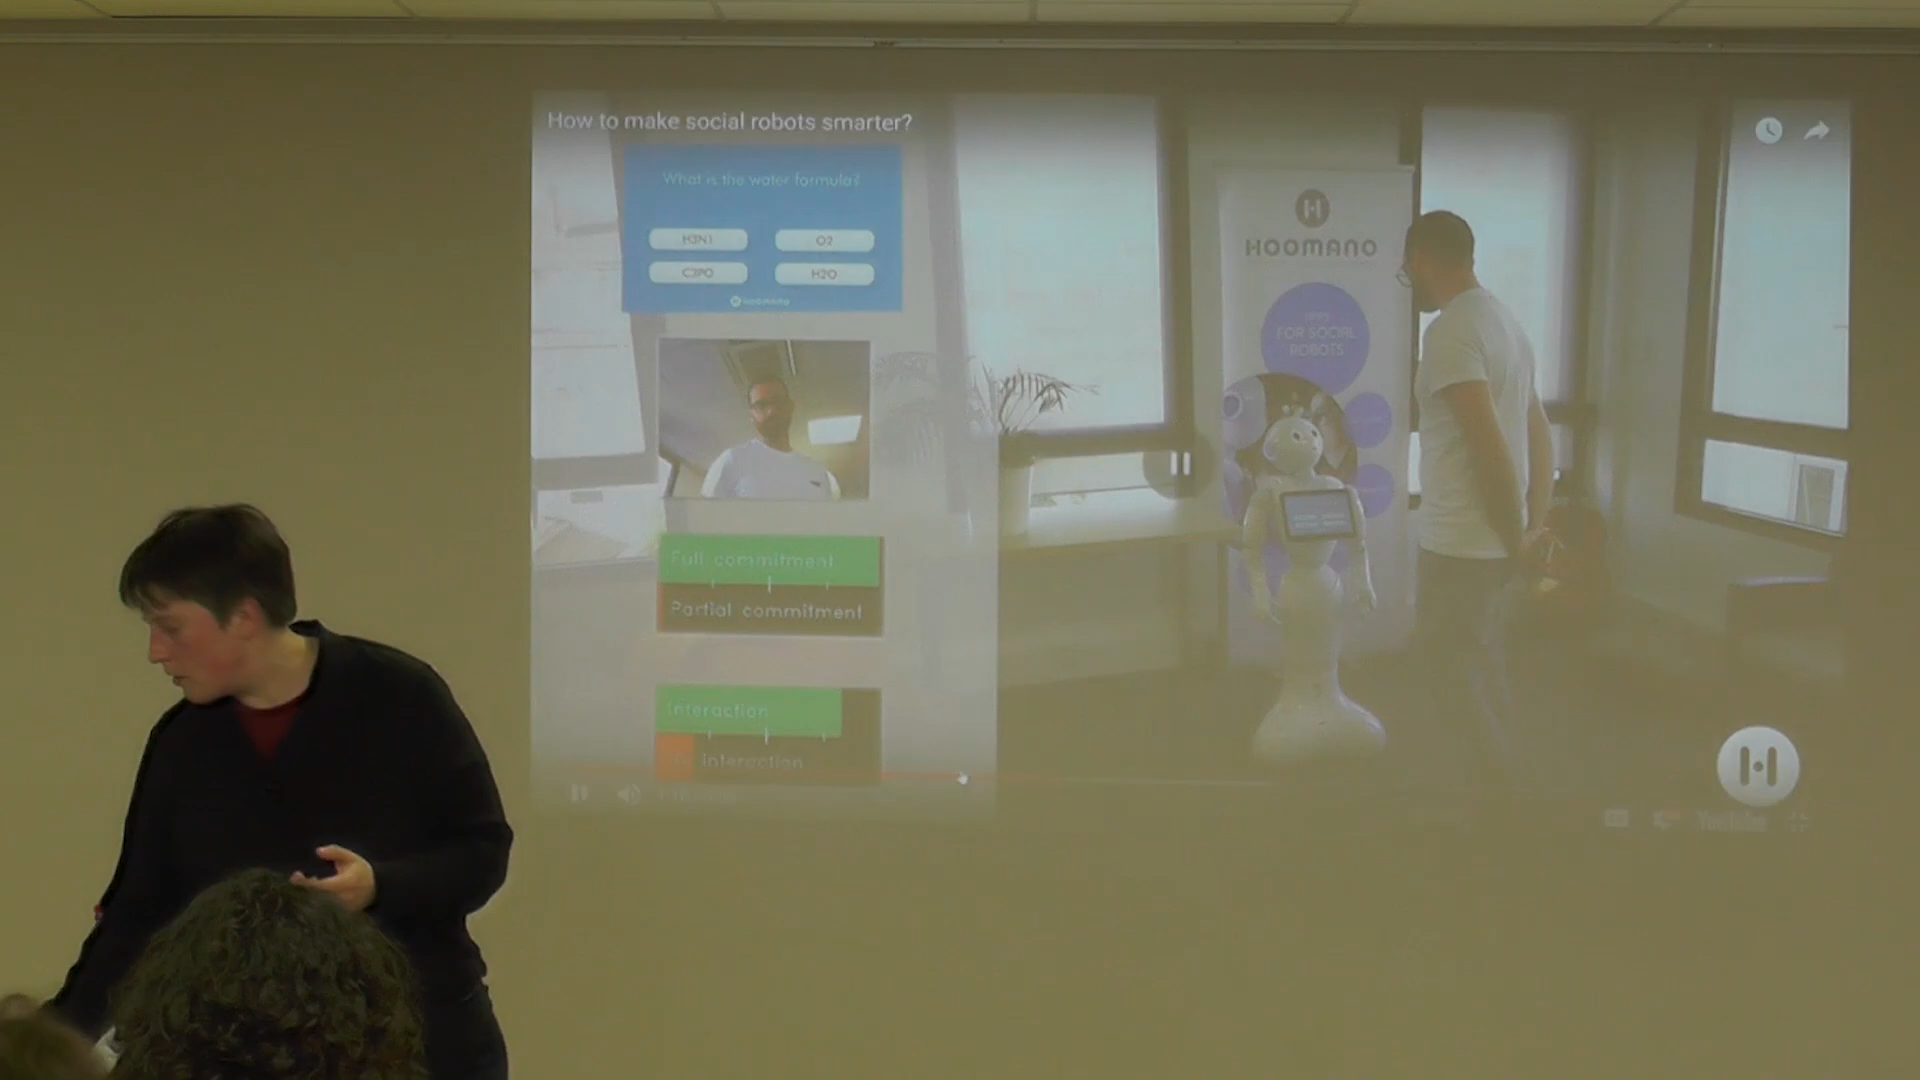 How to make social robots smarter?
What is the water formula?
H3N1
O2
C3PO
H2O
HOOMANO
FOR SOCIAL
ROBOTS
Full commitment
Partial commitment
Interaction
interaction
YouTube